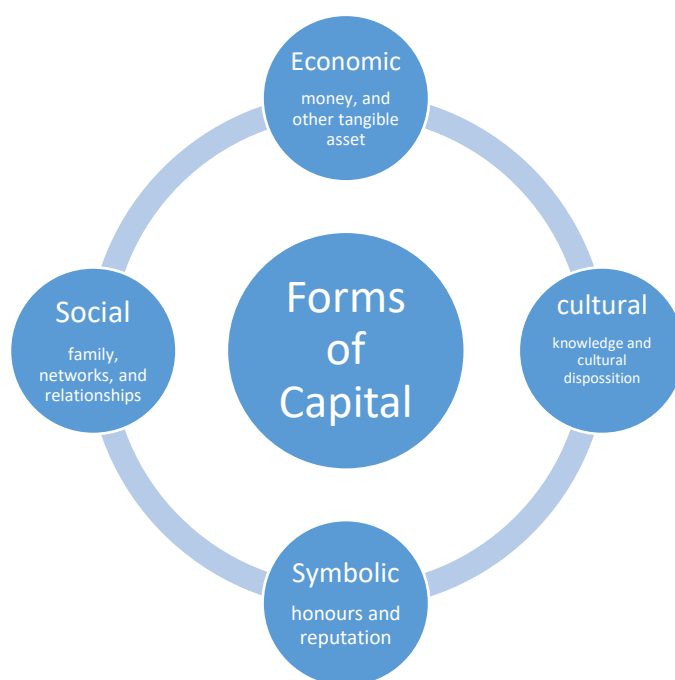 Economic
money, and
other tangible
asset
Social
family,
networks, and
relationships
Forms
of
Capital
cultural
knowledge and
cultural
dispossition
Symbolic
honours and
reputation